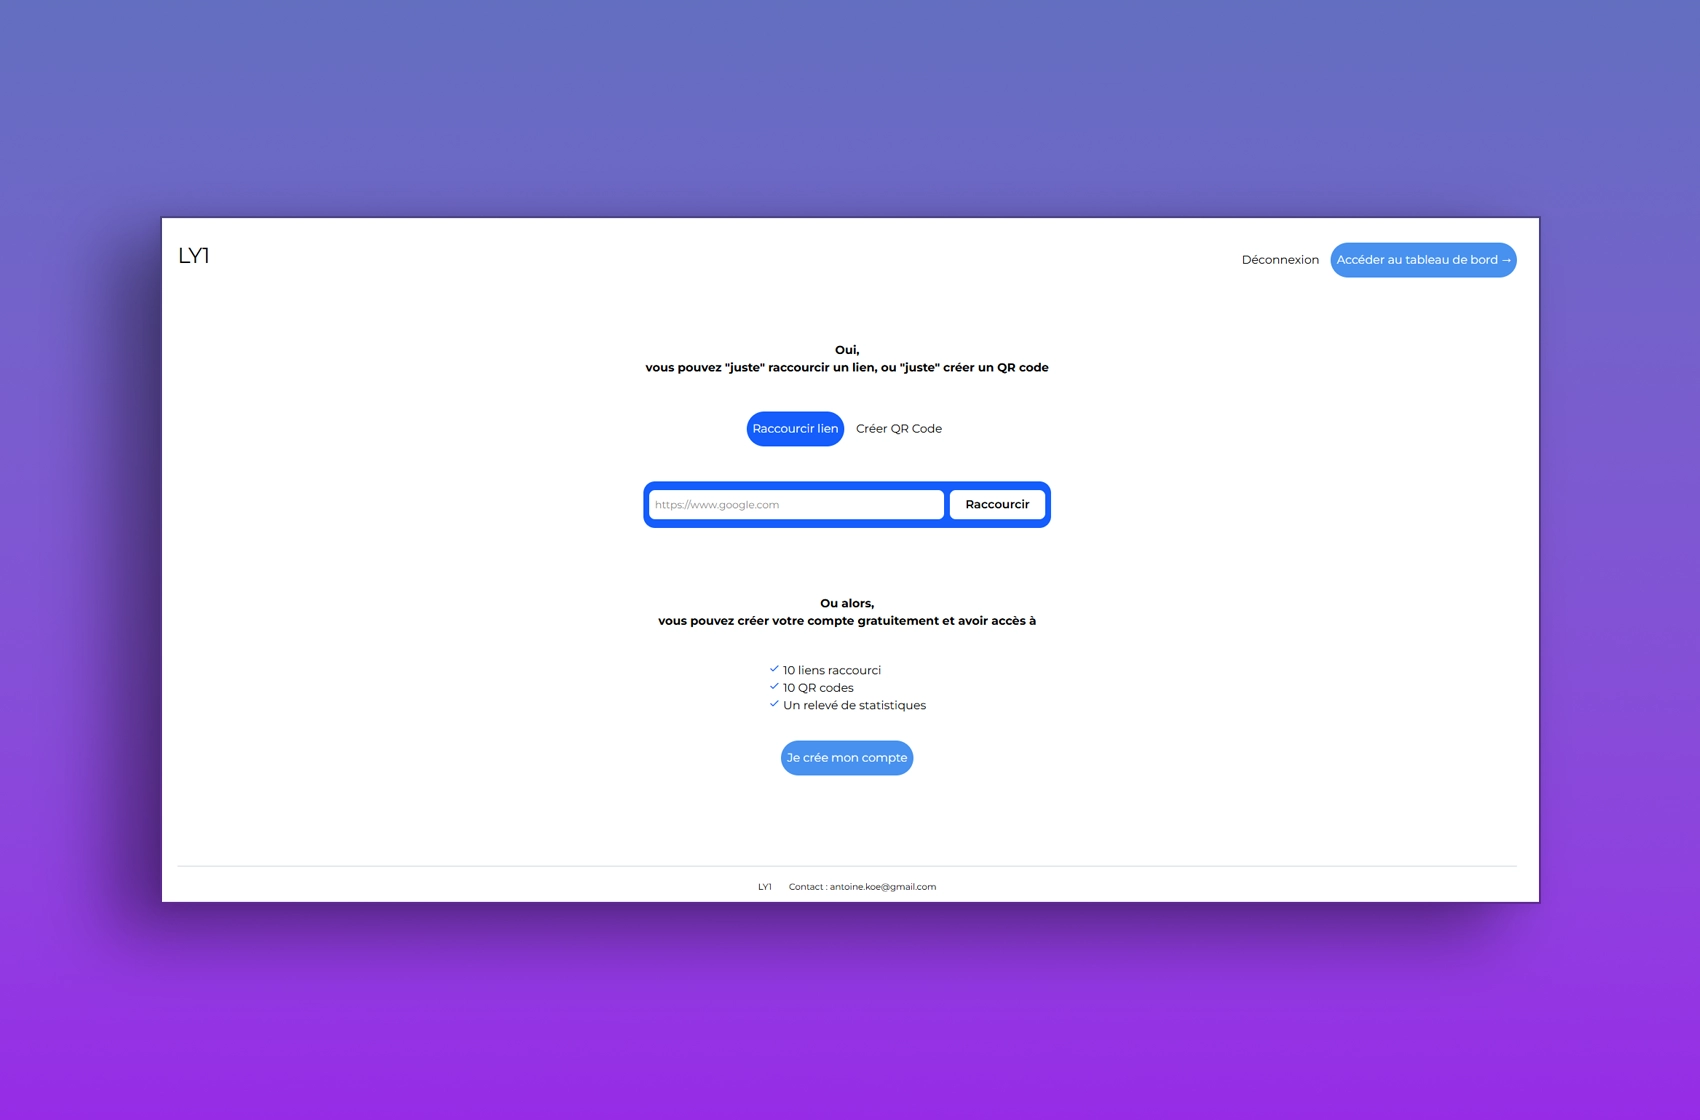 LY1
Déconnexion
Accéder au tableau de bord →
Oui,
vous pouvez "juste" raccourcir un lien, ou "juste" créer un QR code
Raccourcir lien
Créer QR Code
https://www.google.com
Raccourcir
Ou alors,
vous pouvez créer votre compte gratuitement et avoir accès à
10 liens raccourci
10 QR codes
Un relevé de statistiques
Je crée mon compte
LY1
Contact : antoine.koe@gmail.com